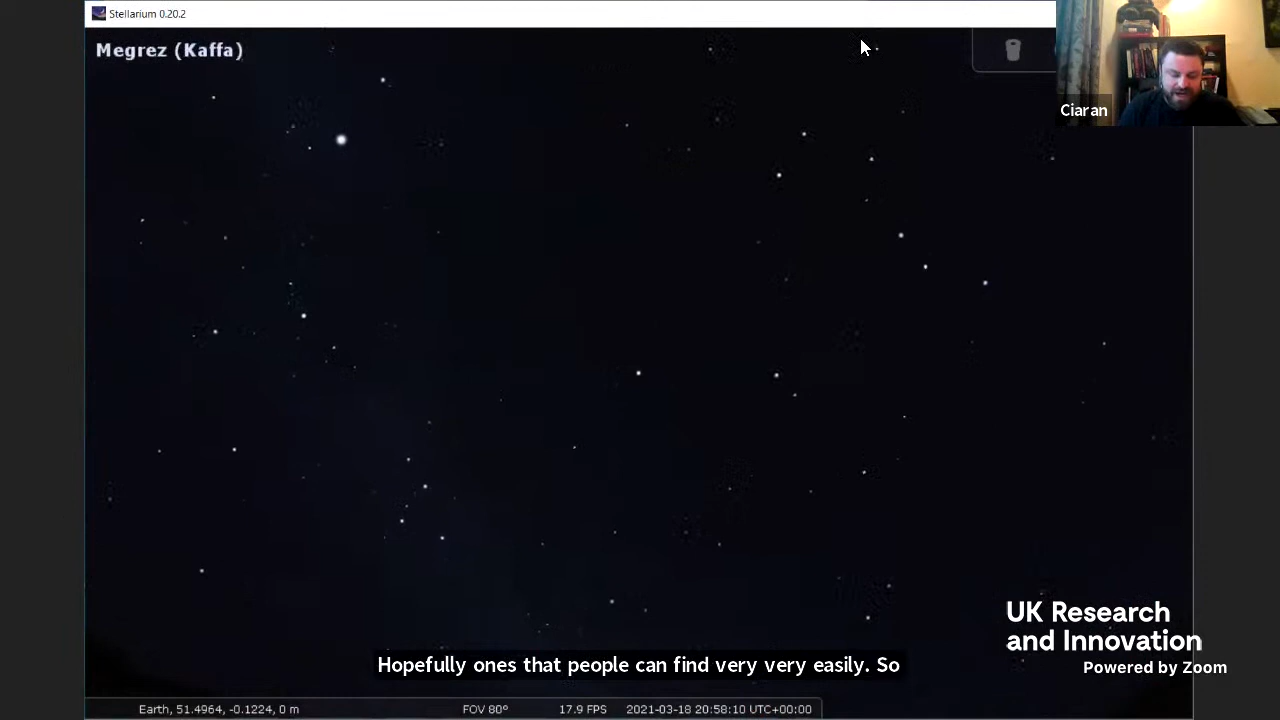 Stellarium 0.20.2
Megrez (Kaffa)
Ciaran
UK Research
and Innovation
Powered by Zoom
Hopefully ones that people can find very very easily. So
Earth, 51.4964, -0.1224, 0 m FOV 80° 17.9 FPS 2021-03-18 20:58:10 UTC+00:00